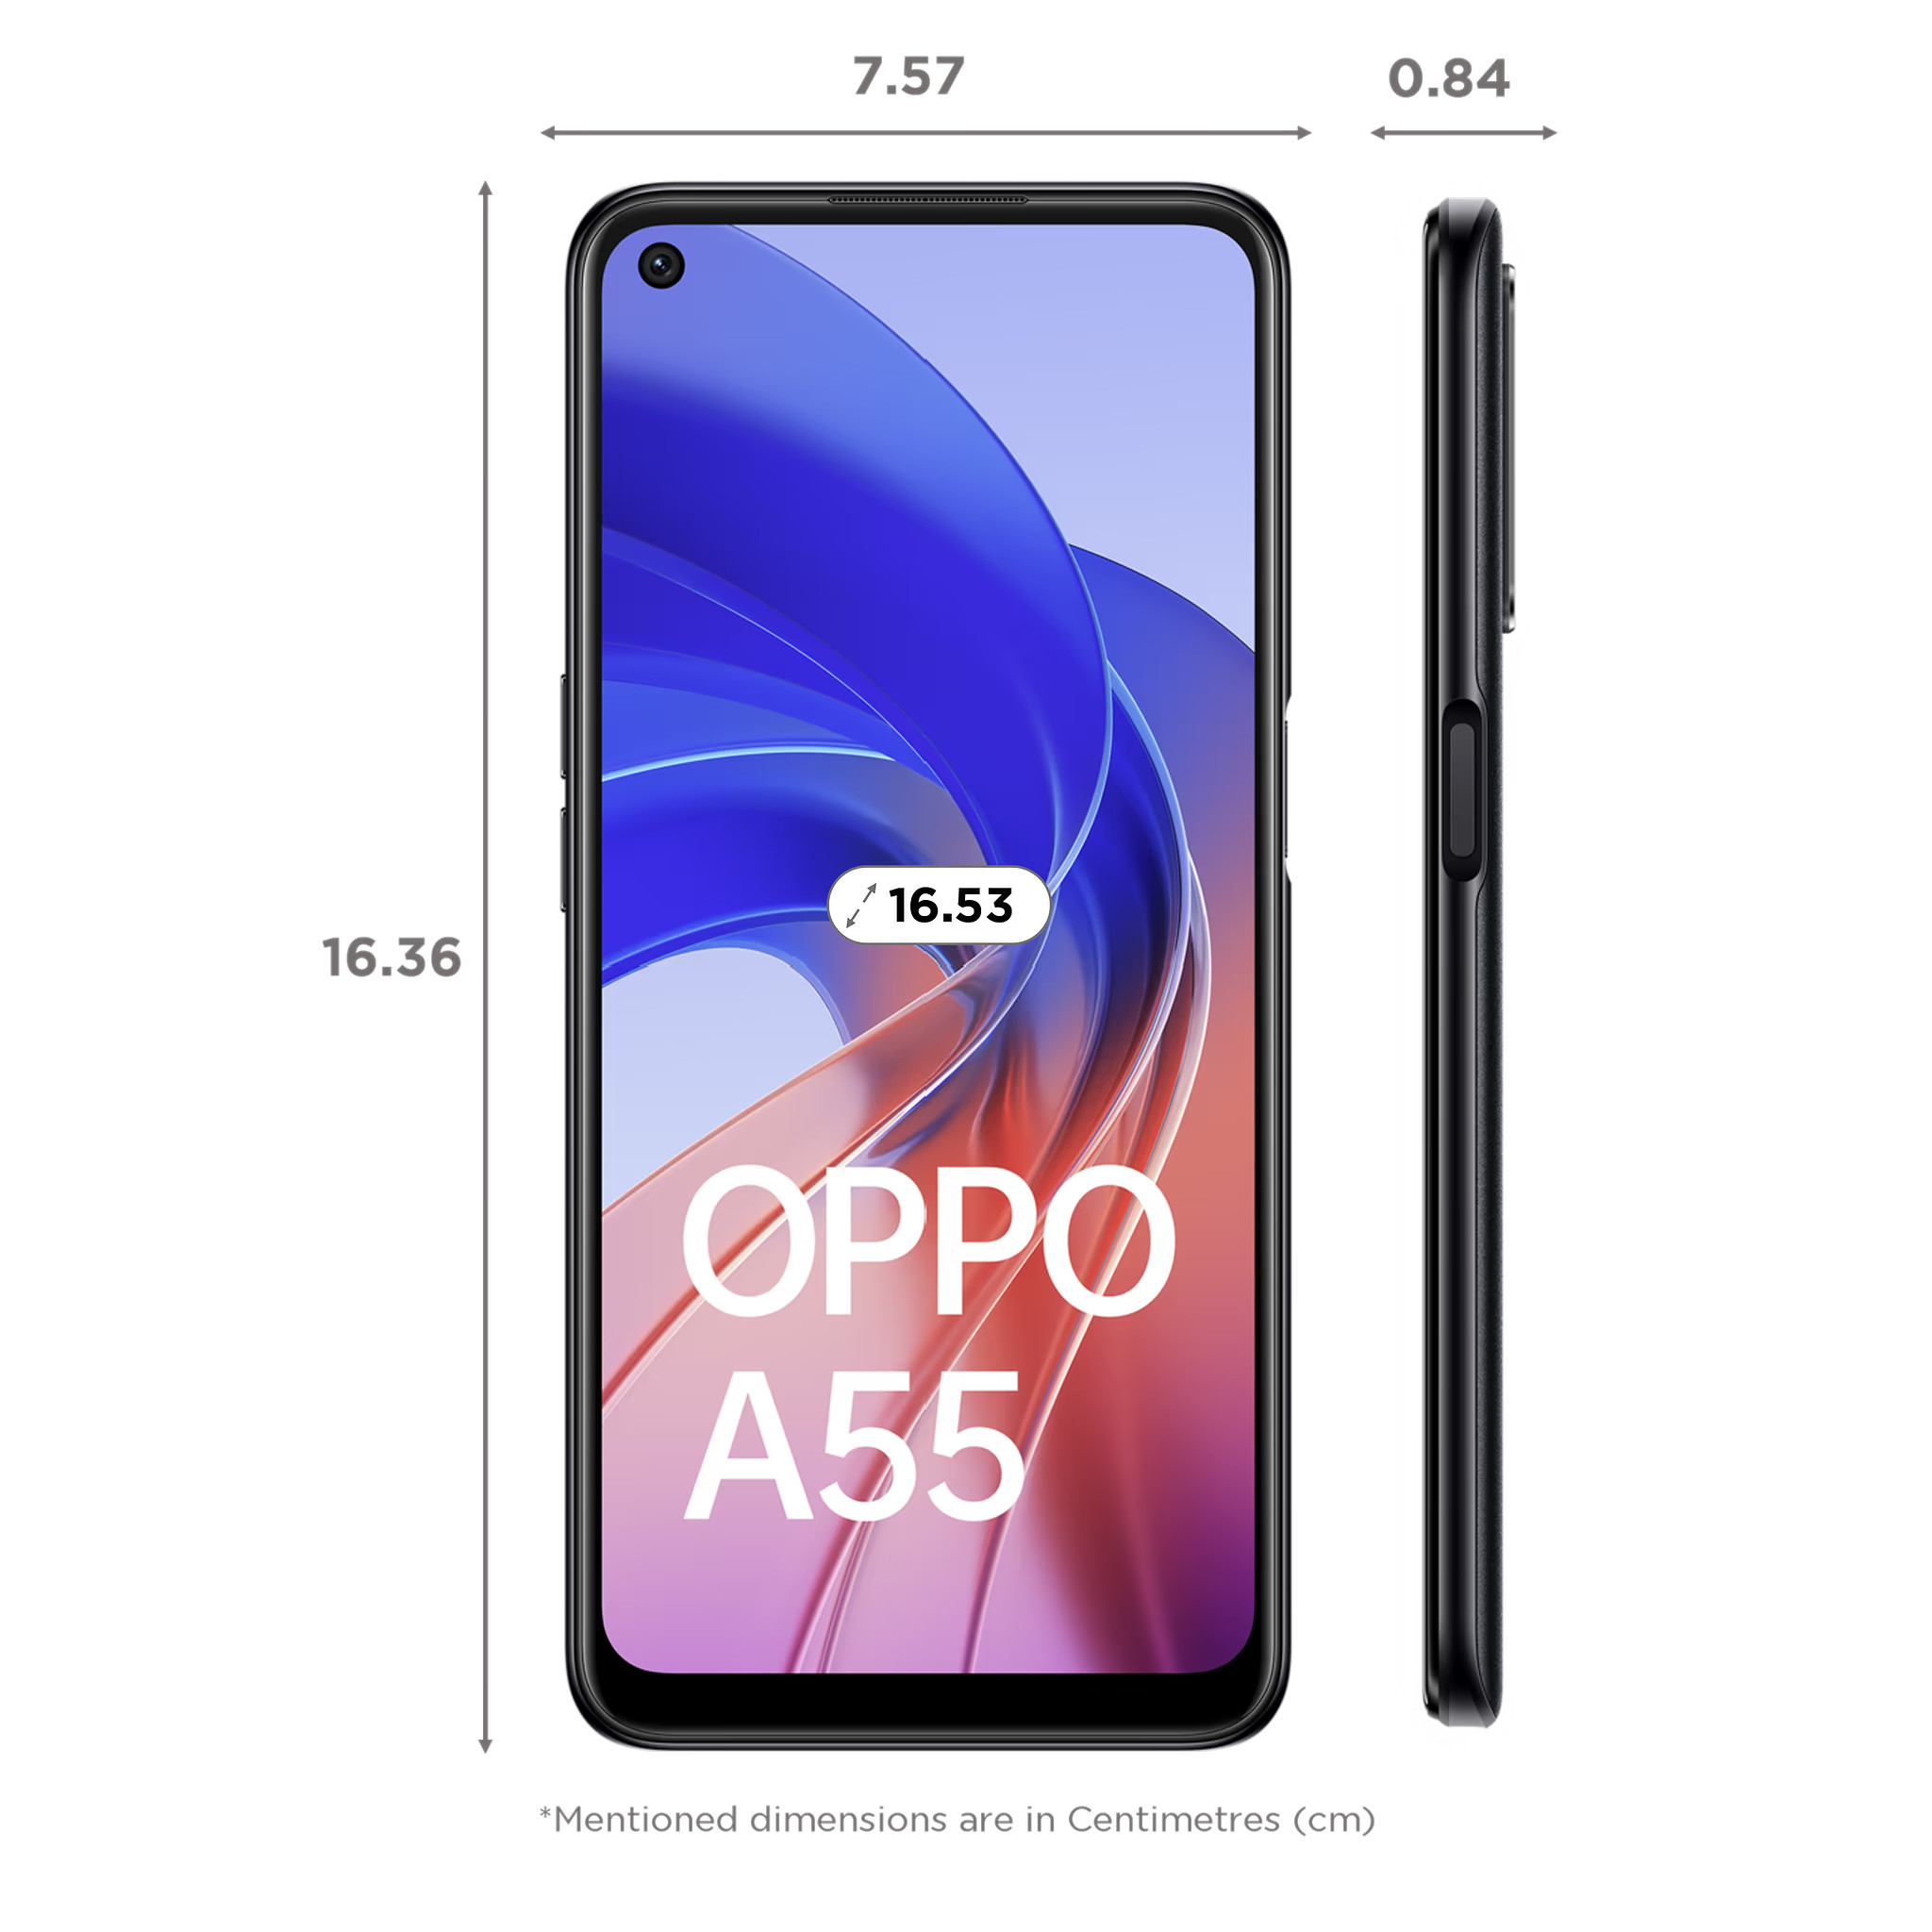 7.57
0.84
16.36
16.53
OPPO
A55
*Mentioned dimensions are in Centimetres (cm)